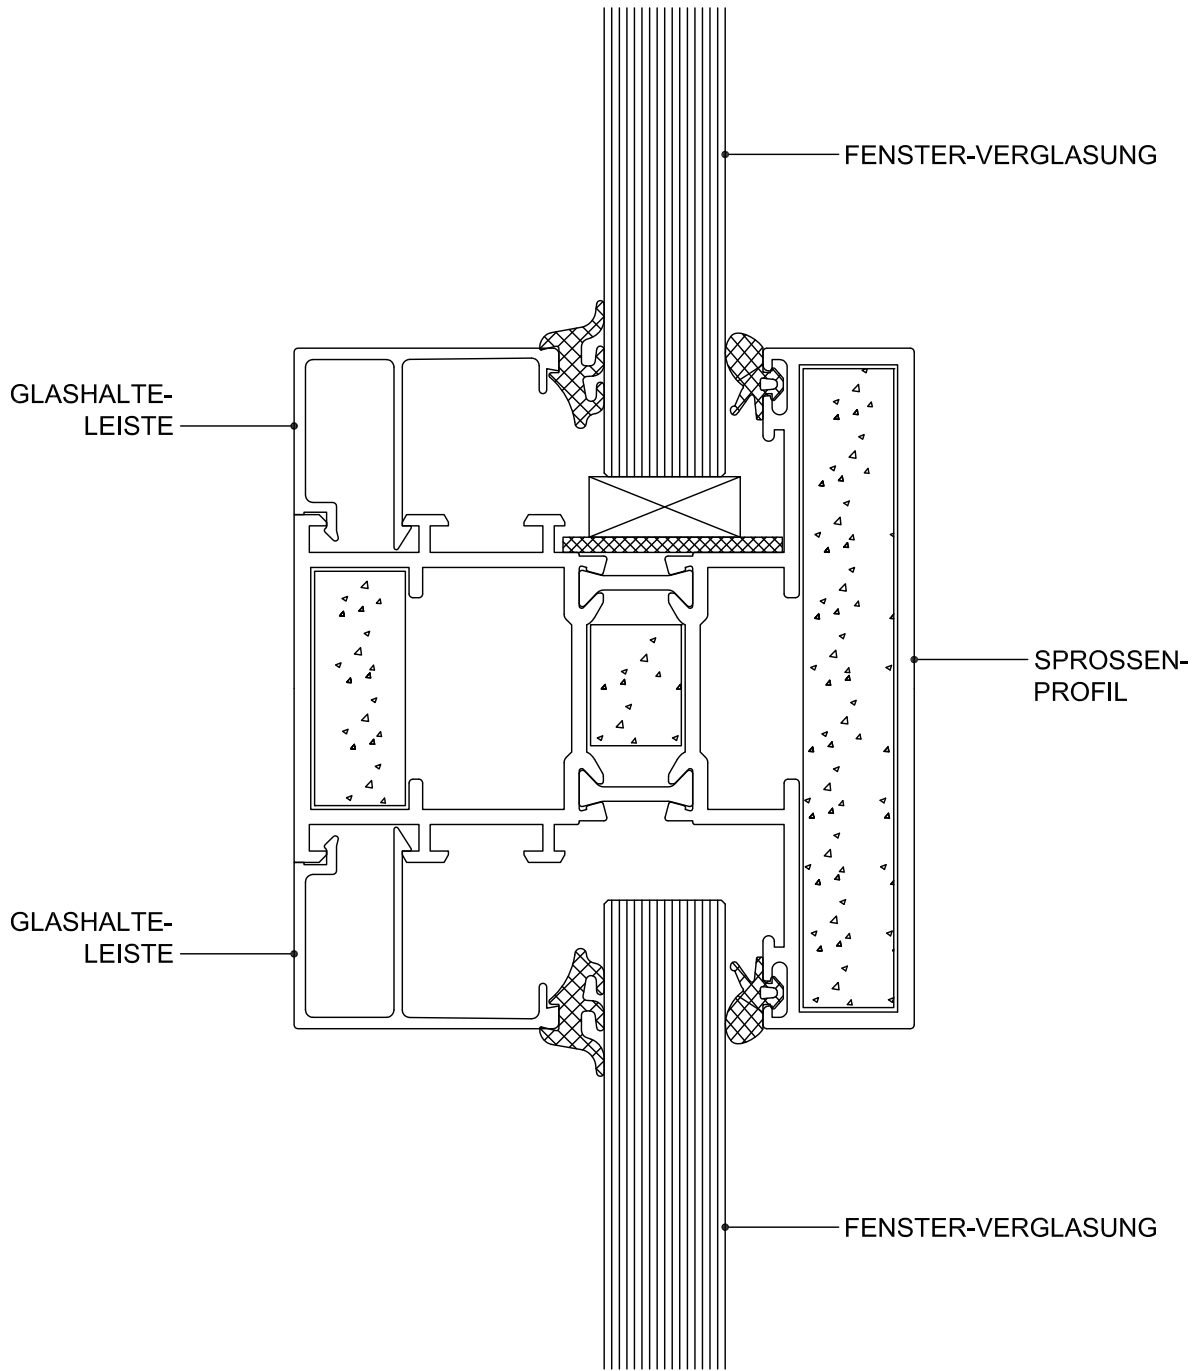 FENSTER-VERGLASUNG
GLASHALTE-
LEISTE
SPROSSEN-
PROFIL
GLASHALTE-
LEISTE
FENSTER-VERGLASUNG